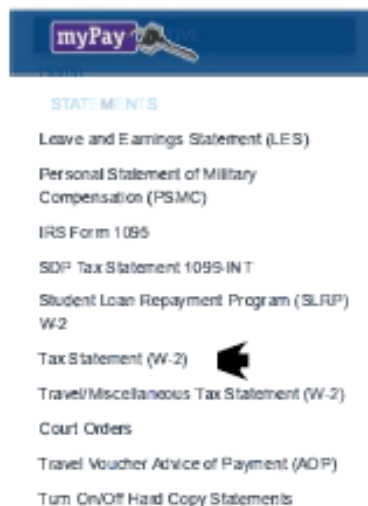 myPay
Home
STATEMENTS
Leave and Earnings Statement (LES)
Personal Statement of Military
Compensation (PSMC)
IRS Form 1095
SDP Tax Statement 1099-INT
Student Loan Repayment Program (SLRP)
W-2
Tax Statement (W-2)
Travel/Miscellaneous Tax Statement (W-2)
Court Orders
Travel Voucher Advice of Payment (AOP)
Turn On/Off Hard Copy Statements